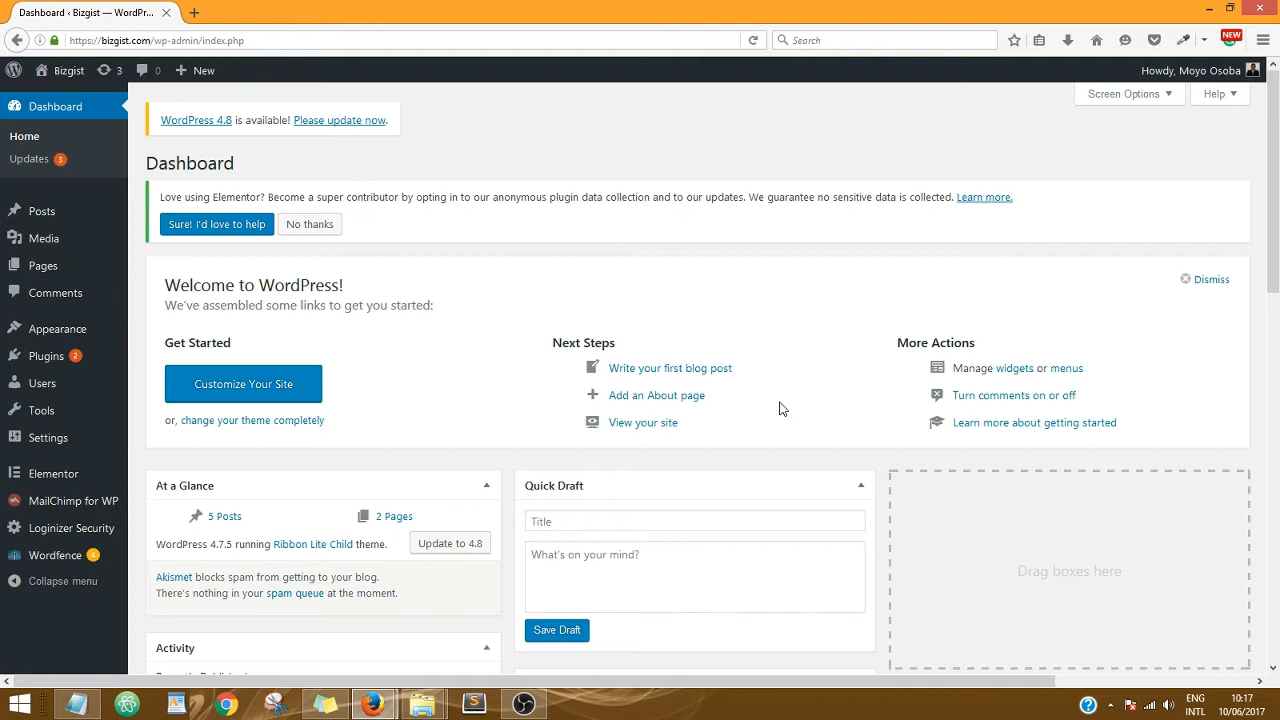 Dashboard ‹ Bizgist — WordPr...
https://bizgist.com/wp-admin/index.php
Search
NEW
Bizgist
3
0
New
Howdy, Moyo Osoba
Dashboard
Home
Updates 3
Posts
Media
Pages
Comments
Appearance
Plugins 2
Users
Tools
Settings
Elementor
MailChimp for WP
Loginizer Security
Wordfence 4
Collapse menu
Screen Options
Help
WordPress 4.8 is available! Please update now.
Dashboard
Love using Elementor? Become a super contributor by opting in to our anonymous plugin data collection and to our updates. We guarantee no sensitive data is collected. Learn more.
Sure! I'd love to help
No thanks
Welcome to WordPress!
We've assembled some links to get you started:
Dismiss
Get Started
Customize Your Site
or, change your theme completely
Next Steps
Write your first blog post
Add an About page
View your site
More Actions
Manage widgets or menus
Turn comments on or off
Learn more about getting started
At a Glance
5 Posts
2 Pages
WordPress 4.7.5 running Ribbon Lite Child theme.
Update to 4.8
Akismet blocks spam from getting to your blog.
There's nothing in your spam queue at the moment.
Activity
Quick Draft
Title
What's on your mind?
Save Draft
Drag boxes here
ENG
INTL
10:17
10/06/2017